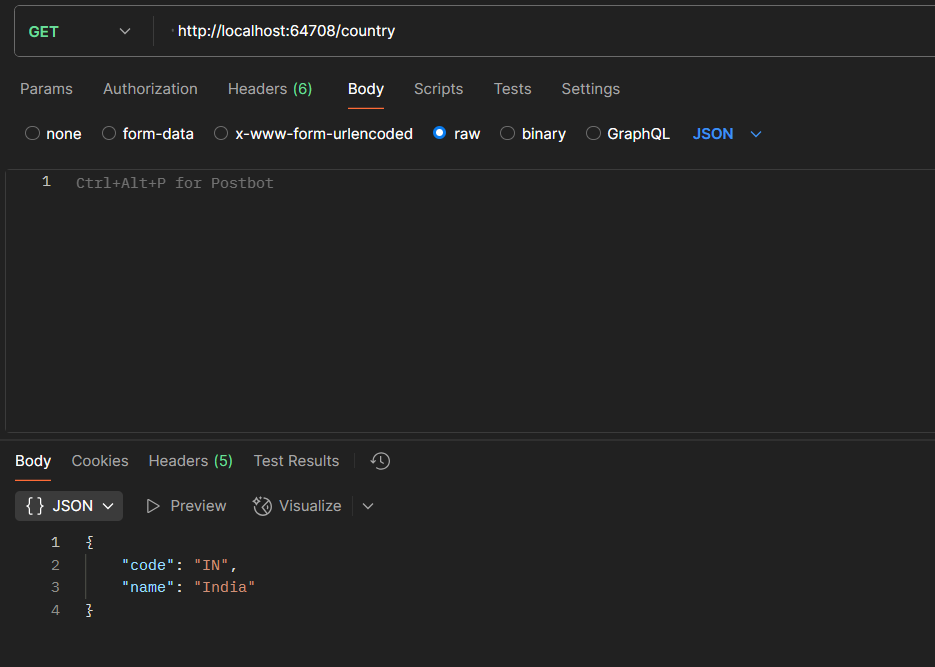 GET http://localhost:64708/country
Params Authorization Headers (6) Body Scripts Tests Settings
none form-data x-www-form-urlencoded raw binary GraphQL JSON
1 Ctrl+Alt+P for Postbot
Body Cookies Headers (5) Test Results
{} JSON Preview Visualize
1 {
2 "code": "IN",
3 "name": "India"
4 }